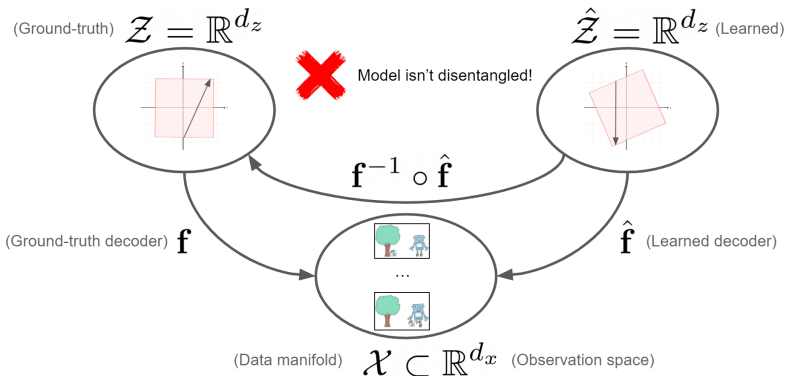 (Ground-truth) 𝒵 = ℝ^{d_z}
𝒵̂ = ℝ^{d_z} (Learned)
Model isn't disentangled!
𝐟⁻¹ ∘ 𝐟̂
(Ground-truth decoder) 𝐟
𝐟̂ (Learned decoder)
...
(Data manifold) 𝒳 ⊂ ℝ^{d_x} (Observation space)